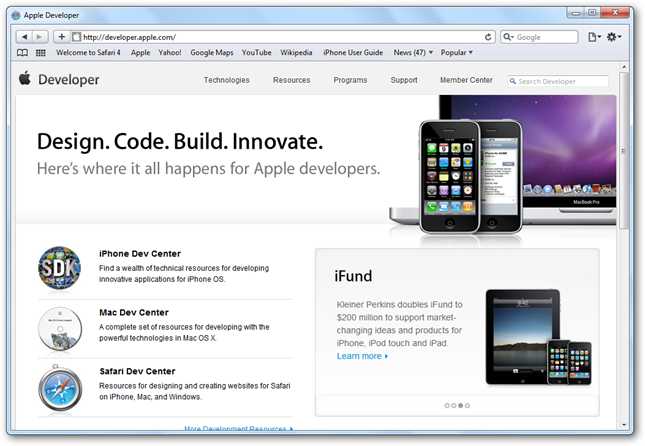 Apple Developer
http://developer.apple.com/
Google
Welcome to Safari 4 Apple Yahoo! Google Maps YouTube Wikipedia iPhone User Guide News (47) Popular
Developer Technologies Resources Programs Support Member Center Search Developer
Design. Code. Build. Innovate.
Here's where it all happens for Apple developers.
MacBook Pro
SDK
iPhone Dev Center
Find a wealth of technical resources for developing
innovative applications for iPhone OS.
Mac Dev Center
A complete set of resources for developing with the
powerful technologies in Mac OS X.
Safari Dev Center
Resources for designing and creating websites for Safari
on iPhone, Mac, and Windows.
More Development Resources
iFund
Kleiner Perkins doubles iFund to
$200 million to support market-
changing ideas and products for
iPhone, iPod touch and iPad.
Learn more